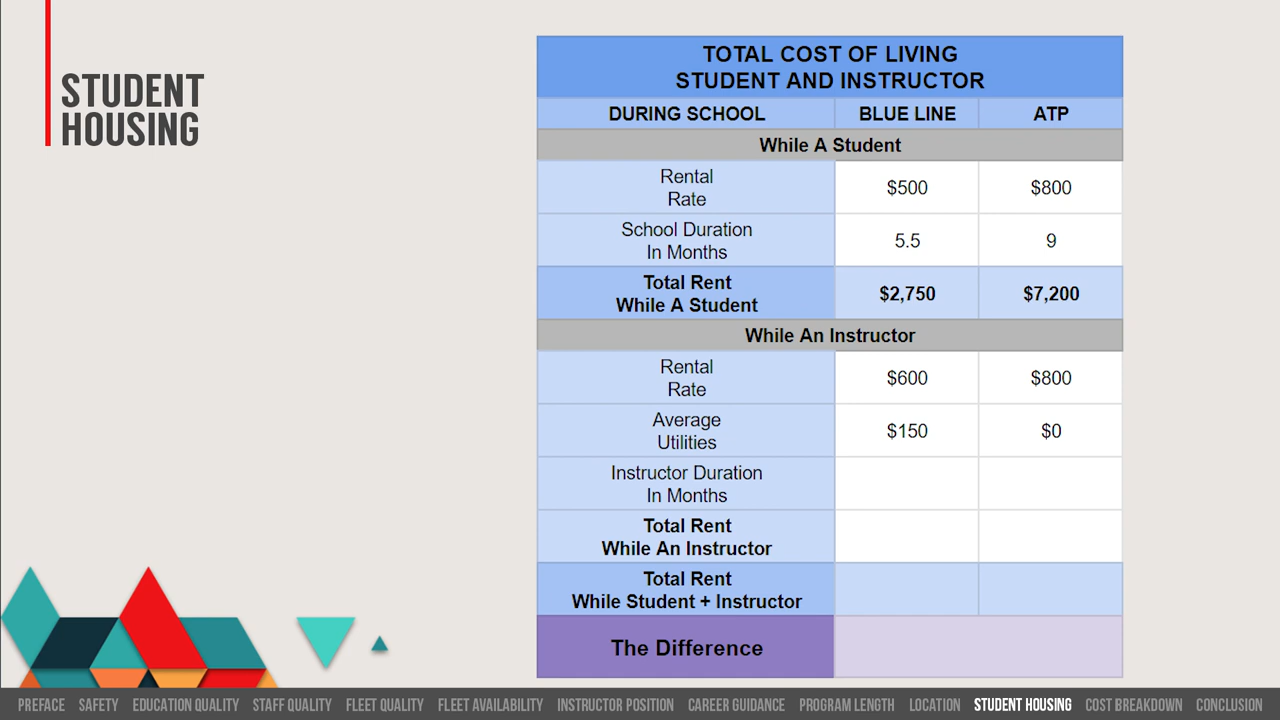 STUDENT
HOUSING
TOTAL COST OF LIVING
STUDENT AND INSTRUCTOR
DURING SCHOOL BLUE LINE ATP
While A Student
Rental
Rate
$500 $800
School Duration
In Months
5.5 9
Total Rent
While A Student
$2,750 $7,200
While An Instructor
Rental
Rate
$600 $800
Average
Utilities
$150 $0
Instructor Duration
In Months
Total Rent
While An Instructor
Total Rent
While Student + Instructor
The Difference
PREFACE SAFETY EDUCATION QUALITY STAFF QUALITY FLEET QUALITY FLEET AVAILABILITY INSTRUCTOR POSITION CAREER GUIDANCE PROGRAM LENGTH LOCATION STUDENT HOUSING COST BREAKDOWN CONCLUSION